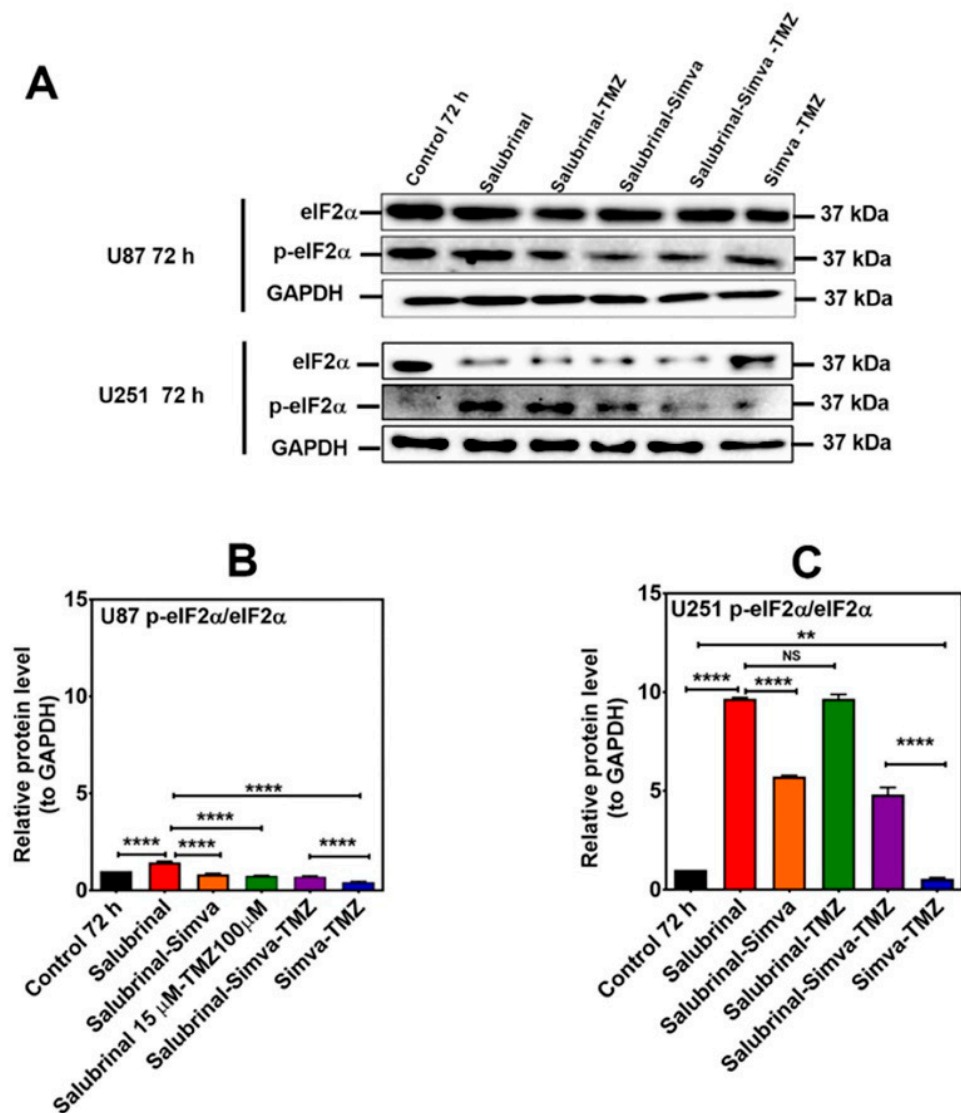 A
Control 72 h
Salubrinal
Salubrinal-TMZ
Salubrinal-Simva
Salubrinal-Simva -TMZ
Simva -TMZ
U87 72 h
eIF2α
37 kDa
p-eIF2α
37 kDa
GAPDH
37 kDa
U251 72 h
eIF2α
37 kDa
p-eIF2α
37 kDa
GAPDH
37 kDa
B
U87 p-eIF2α/eIF2α
Relative protein level
(to GAPDH)
15
10
5
0
****
****
****
****
****
Control 72 h
Salubrinal
Salubrinal-Simva
Salubrinal 15 µM-TMZ100µM
Salubrinal-Simva-TMZ
Simva-TMZ
C
U251 p-eIF2α/eIF2α
Relative protein level
(to GAPDH)
15
10
5
0
**
NS
****
****
****
Control 72 h
Salubrinal
Salubrinal-Simva
Salubrinal-TMZ
Salubrinal-Simva-TMZ
Simva-TMZ